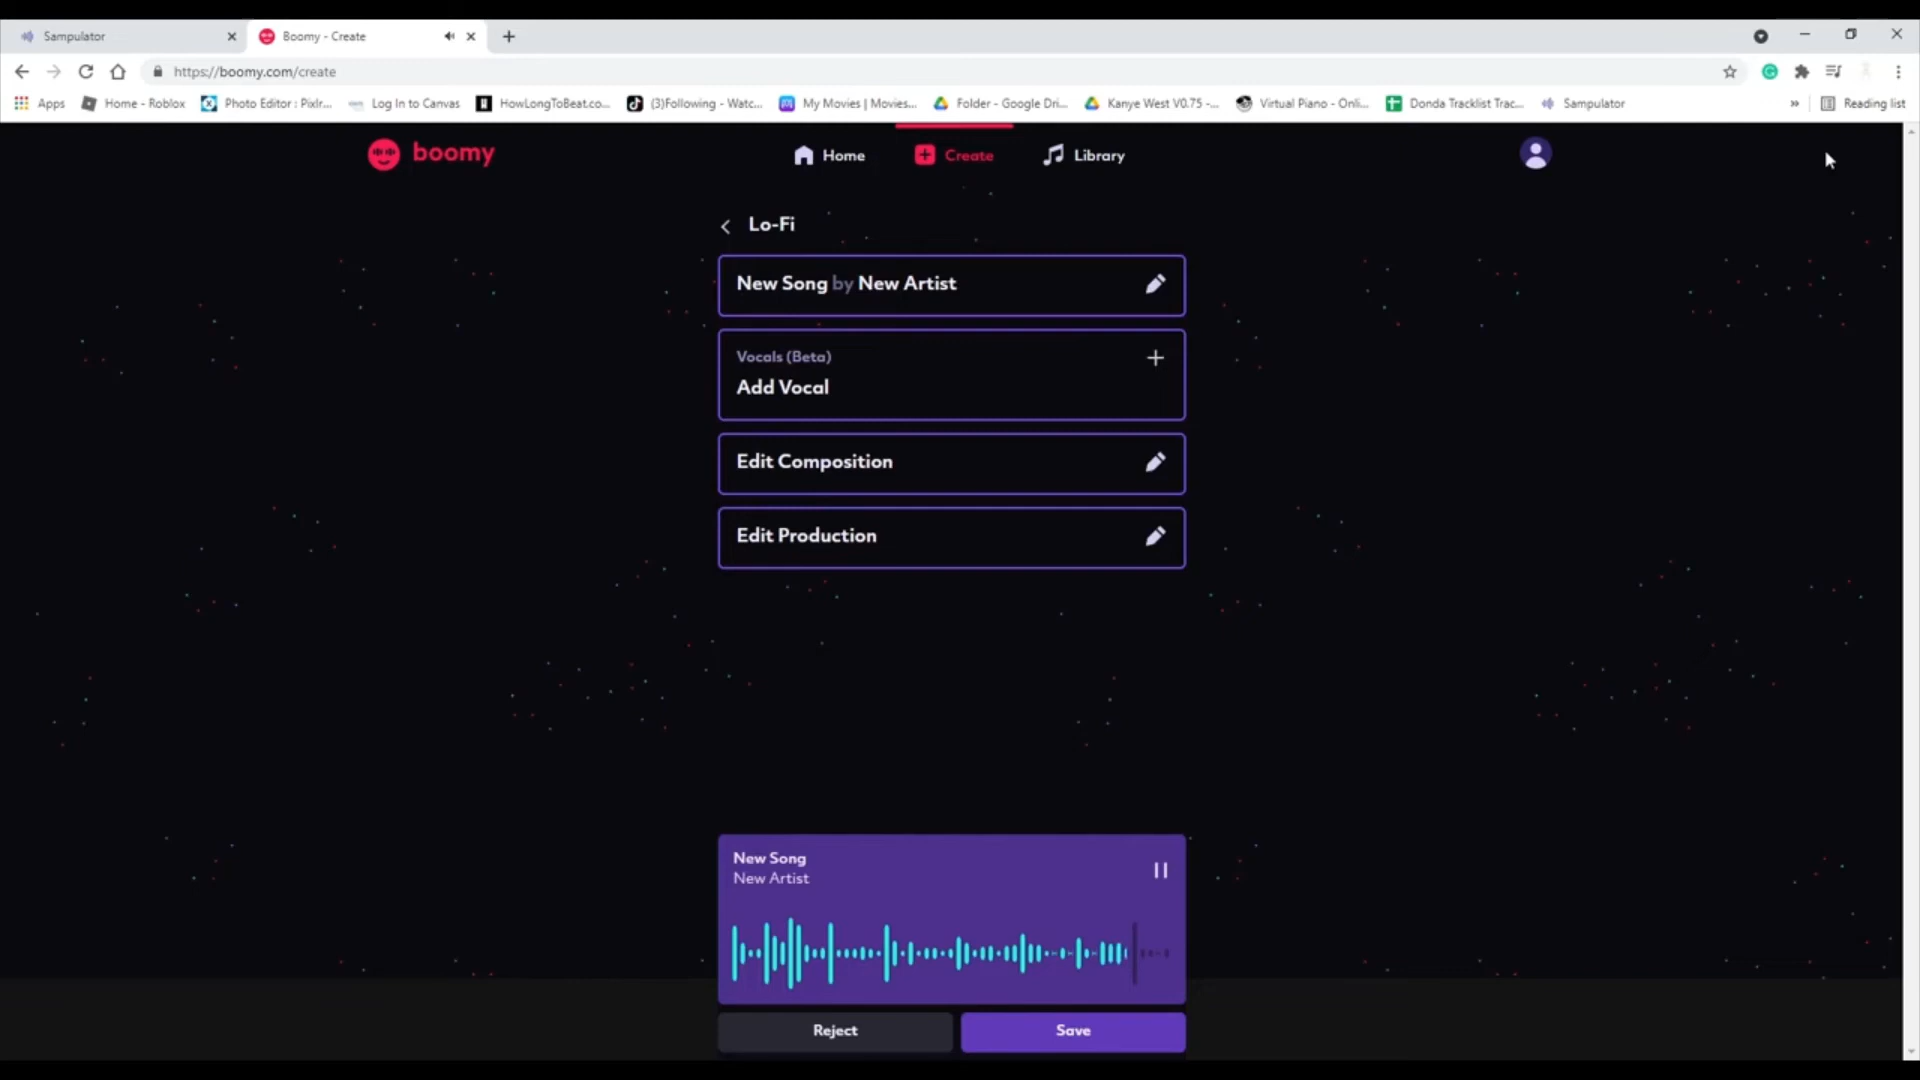 Sampulator
Boomy - Create
https://boomy.com/create
Apps
Home - Roblox
Photo Editor : Pixlr...
Log In to Canvas
HowLongToBeat.co...
(3)Following - Watc...
My Movies | Movies...
Folder - Google Dri...
Kanye West V0.75 -...
Virtual Piano - Onli...
Donda Tracklist Trac...
Sampulator
»
Reading list
boomy
Home
Create
Library
Lo-Fi
New Song by New Artist
Vocals (Beta)
Add Vocal
Edit Composition
Edit Production
New Song
New Artist
Reject
Save